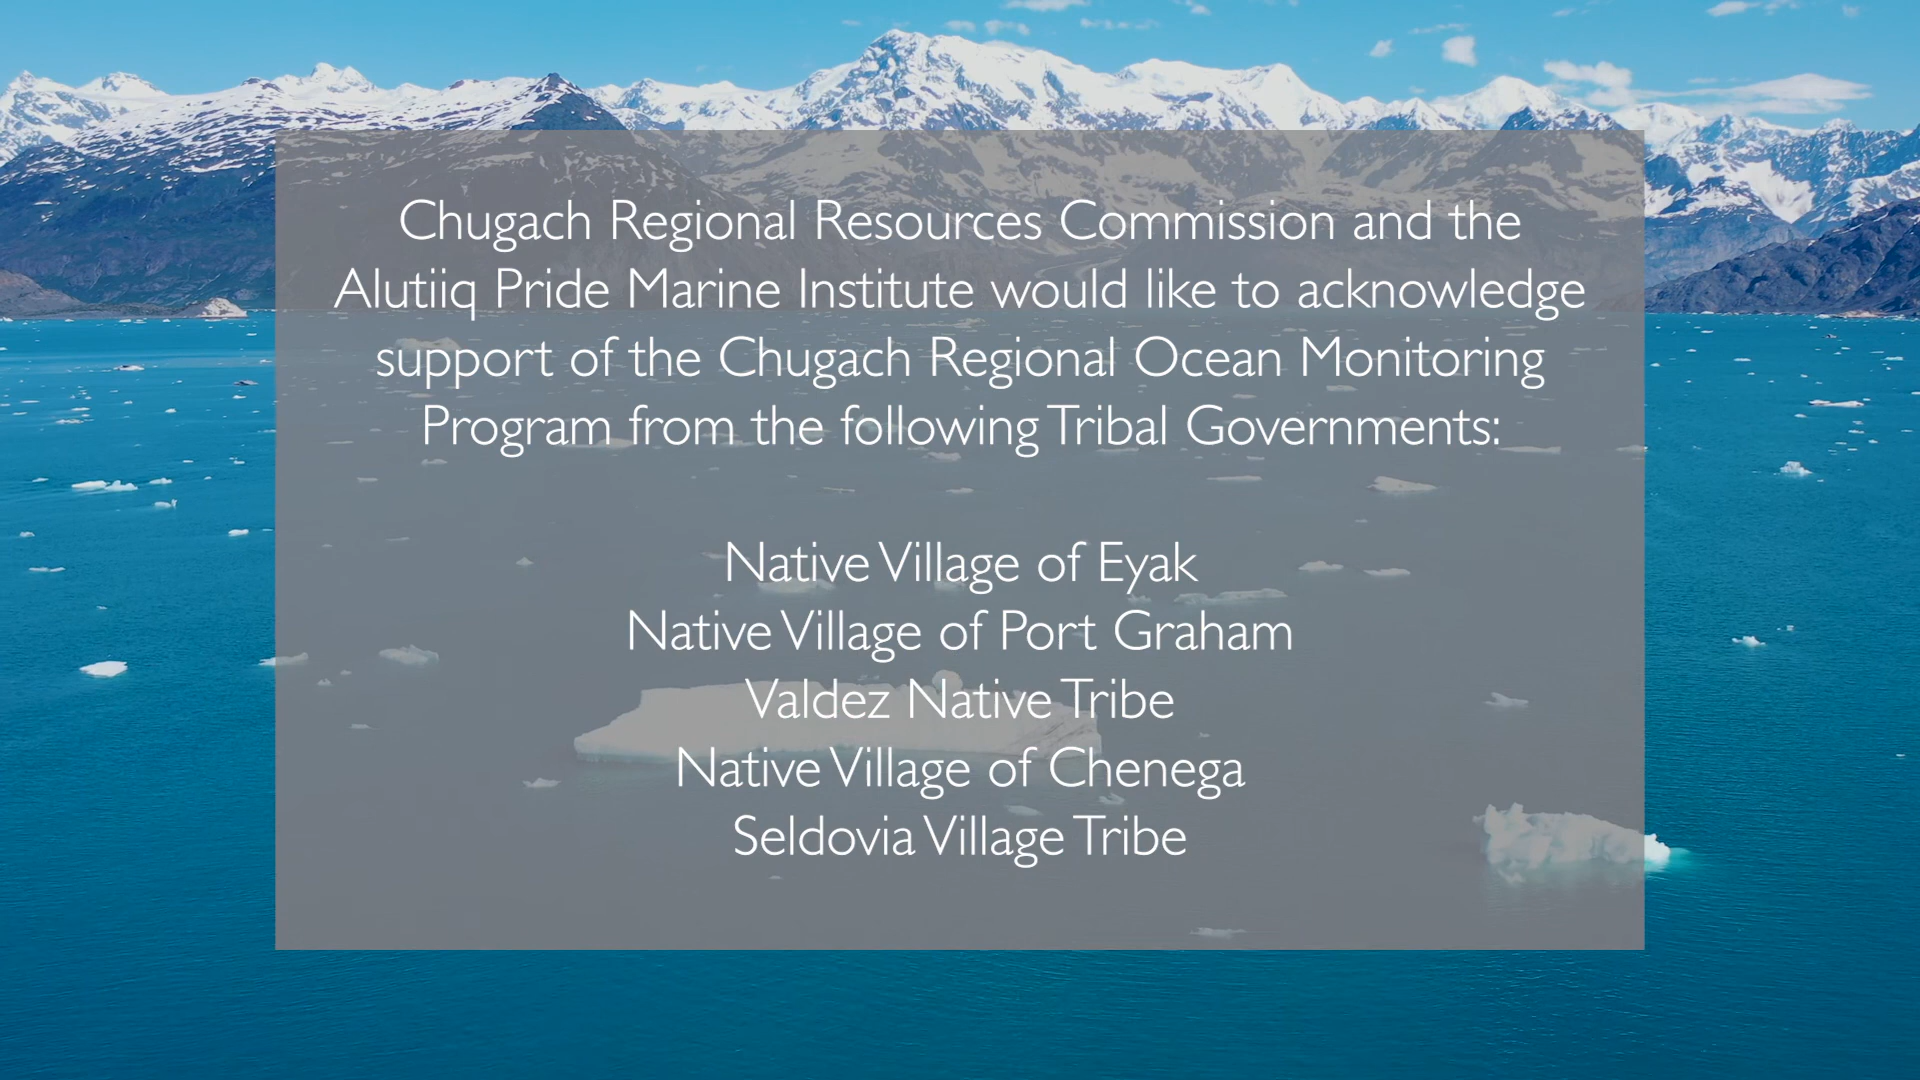 Chugach Regional Resources Commission and the
Alutiiq Pride Marine Institute would like to acknowledge
support of the Chugach Regional Ocean Monitoring
Program from the following Tribal Governments:
Native Village of Eyak
Native Village of Port Graham
Valdez Native Tribe
Native Village of Chenega
Seldovia Village Tribe